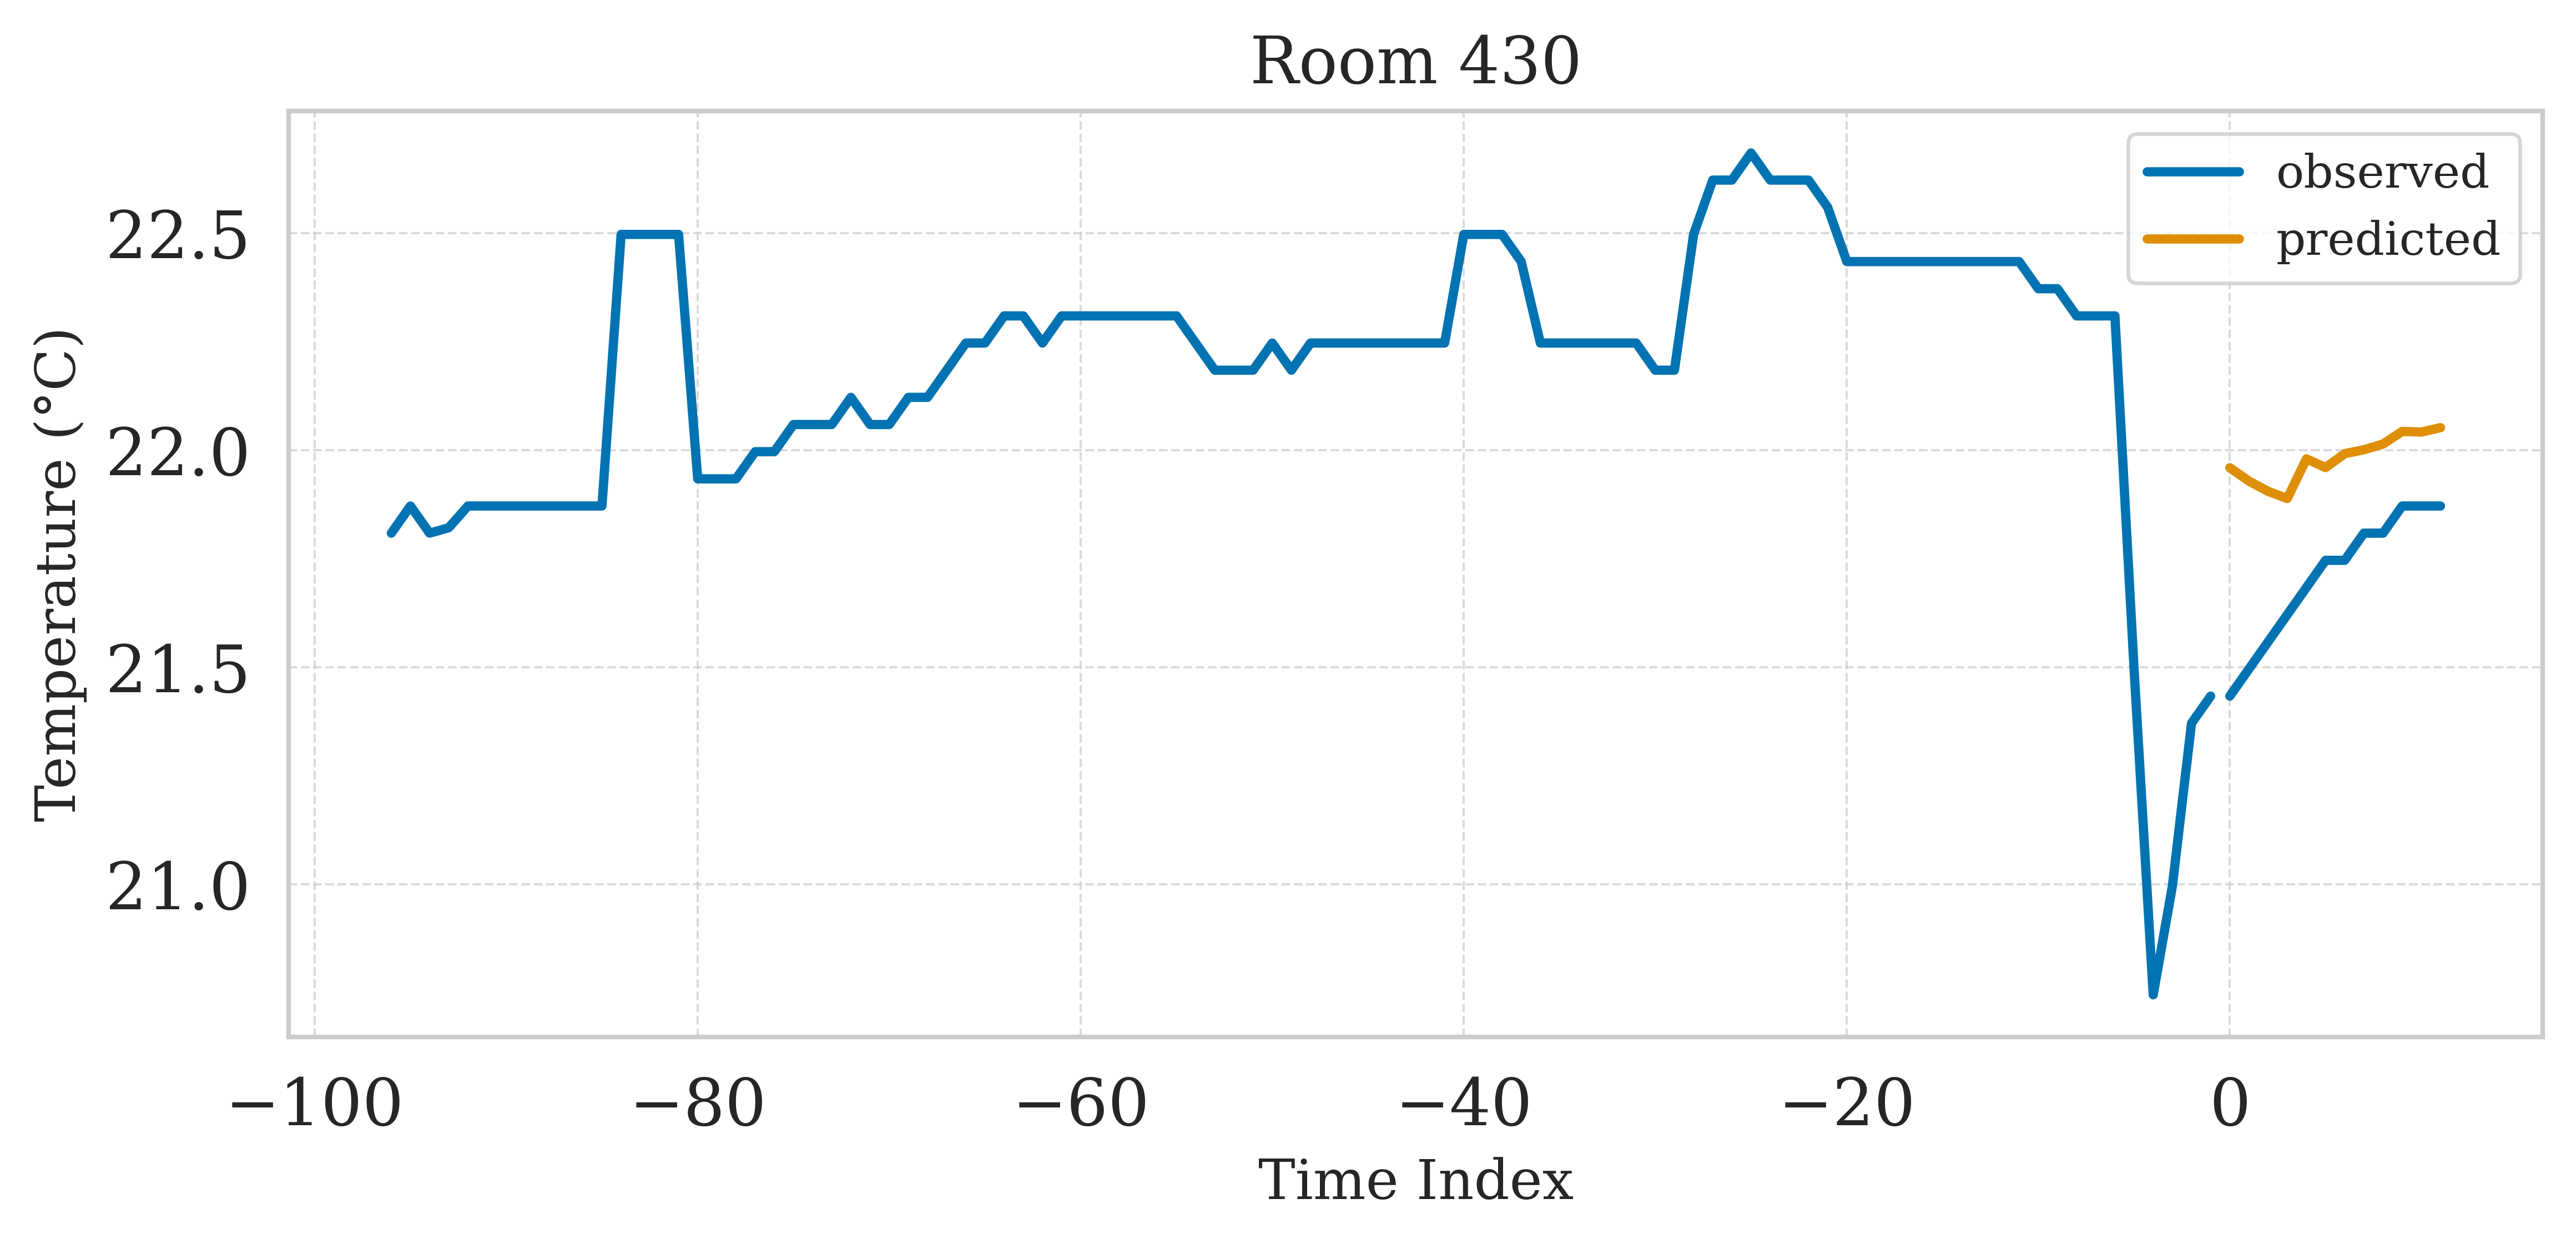 Room 430
observed
predicted
Temperature (°C)
22.5
22.0
21.5
21.0
−100
−80
−60
−40
−20
0
Time Index